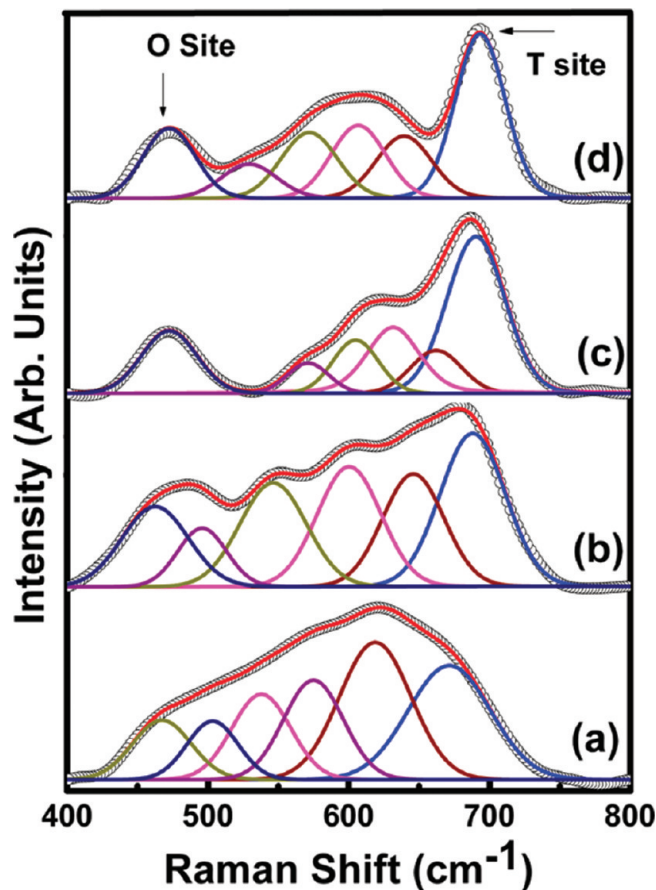 O Site
T site
(d)
(c)
(b)
(a)
Intensity (Arb. Units)
400 500 600 700 800
Raman Shift (cm⁻¹)